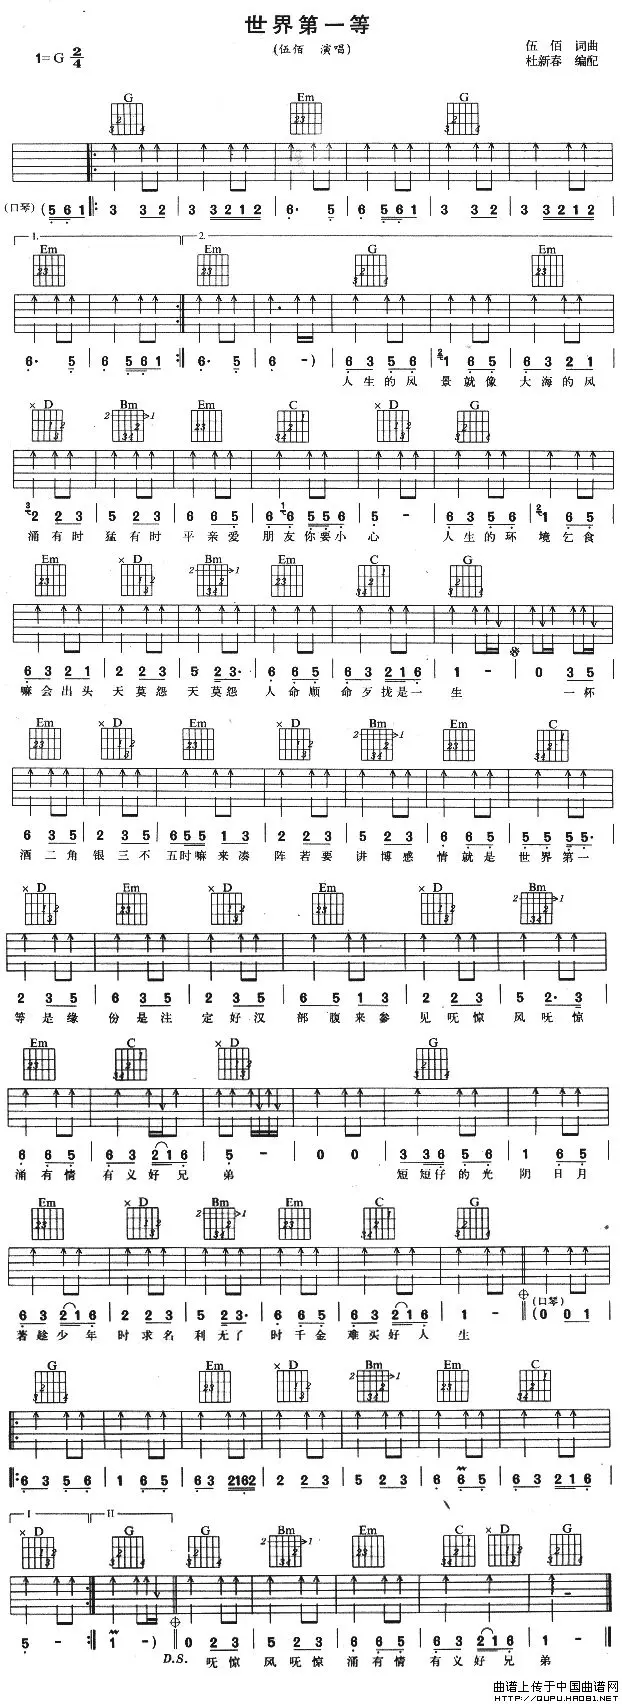 世界第一等
(伍佰 演唱)
1=G 2/4
伍佰 词曲
杜新春 编配
G Em G
(口琴) (5 6 1 3 3 2 | 3 3 2 1 2 | 6· 5 | 6 5 6 1 | 3 3 2 | 3 3 2 1 2
1. 2.
Em Em G Em
6· 5 | 6 5 6 1 :| 6· 5 | 6 -) | 6 3 5 6 | 1 6 5 | 6 3 2 1
人生的风 景就像 大海的风
× D Bm Em C × D G
2 2 3 | 5 2 3 | 6 6 5 | 6 6 5 5 6 | 5 - | 6 3 5 6 | 1 6 5
涌有时 猛有时 平亲爱 朋友你要小 心 人生的环 境乞食
Em × D Bm Em C G
6 3 2 1 | 2 2 3 | 5 2 3· | 6 6 5 | 6 3 2 1 6 | 1 - | 0 3 5
嘛会出头 天莫怨 天莫怨 人命顺 命歹拢是一 生 一杯
Em × D Em × D Bm Em C
6 3 5 | 2 3 5 | 6 5 5 1 3 | 2 2 3 | 5 2 3 | 6 6 5 | 5 5 5 5·
酒二角 银三不 五时嘛来凑 阵若要 讲博感 情就是 世界第一
× D Em × D Em × D Bm
2 3 5 | 6 3 5 | 2 3 5 | 6 3 5 | 2 2 3 | 5 2· 3
等是缘 份是注 定好汉 部腹来参 见呒惊 风呒惊
Em C × D G
6 6 5 | 6 3 2 1 6 | 5 - | 0 0 | 3 3 6 5 6 | 1 6 5
涌有情 有义好兄 弟 短短仔的光 阴日月
Em × D Bm Em C G
6 3 2 1 6 | 2 2 3 | 5 2 3· | 6 6 5 | 6 3 2 1 6 | 1 - (口琴) (0 0 1
著趁少年 时求名 利无了 时千金 难买好人 生
G Em × D Bm Em C
6 3 5 6 | 1 6 5 | 6 3 2162 | 2 2 3 | 5 2 3 | 6 6 5 | 6 3 2 1 6
I II
× D G G Bm Em C × D G
5 - :| 1 -) 0 2 3 | 5 2 3 | 6 6 5 | 6 3 2 1 6 | 5 -
D.S. 呒惊 风呒惊 涌有情 有义好兄 弟
曲谱上传于中国曲谱网
HTTP://QUPU.HAO81.NET